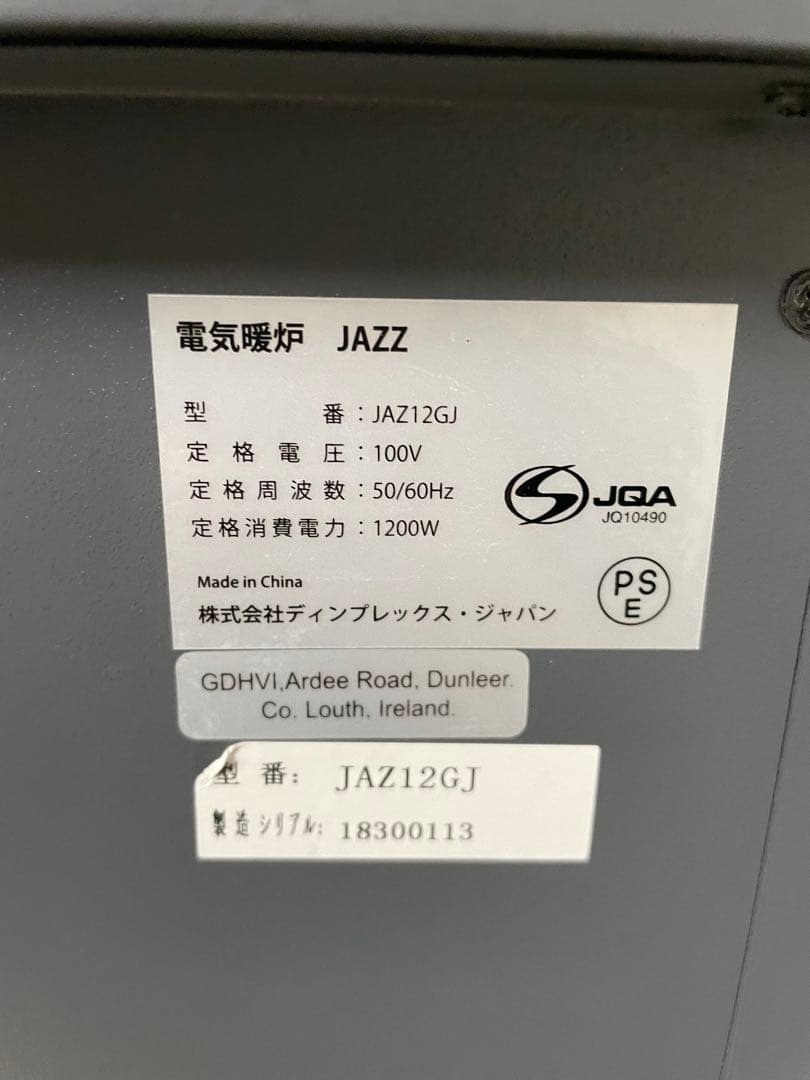 電気暖炉 JAZZ
型番：JAZ12GJ
定格電圧：100V
定格周波数：50/60Hz
定格消費電力：1200W
JQA
JQ10490
Made in China
株式会社ディンプレックス・ジャパン
PS
E
GDHVI,Ardee Road, Dunleer.
Co. Louth, Ireland.
型番: JAZ12GJ
製造シリアル: 18300113